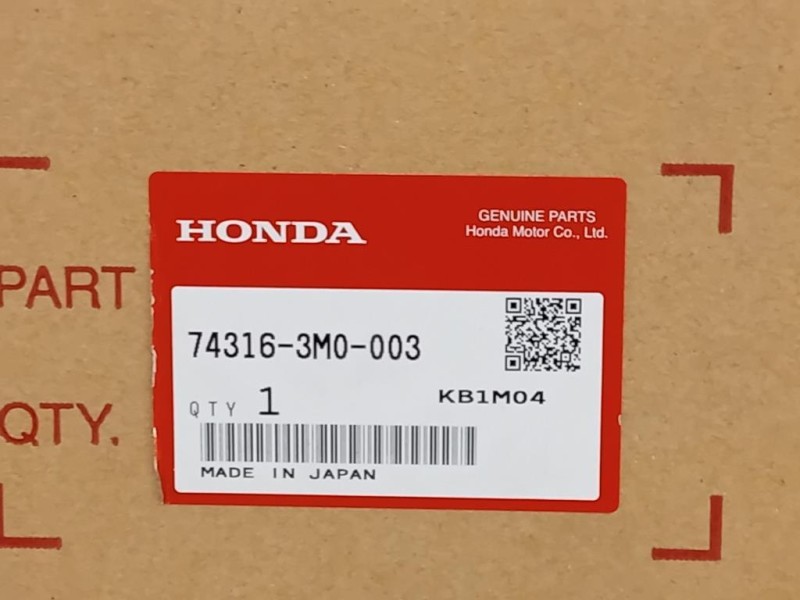 HONDA
GENUINE PARTS
Honda Motor Co., Ltd.
PART
74316-3M0-003
QTY 1
KB1M04
QTY.
MADE IN JAPAN